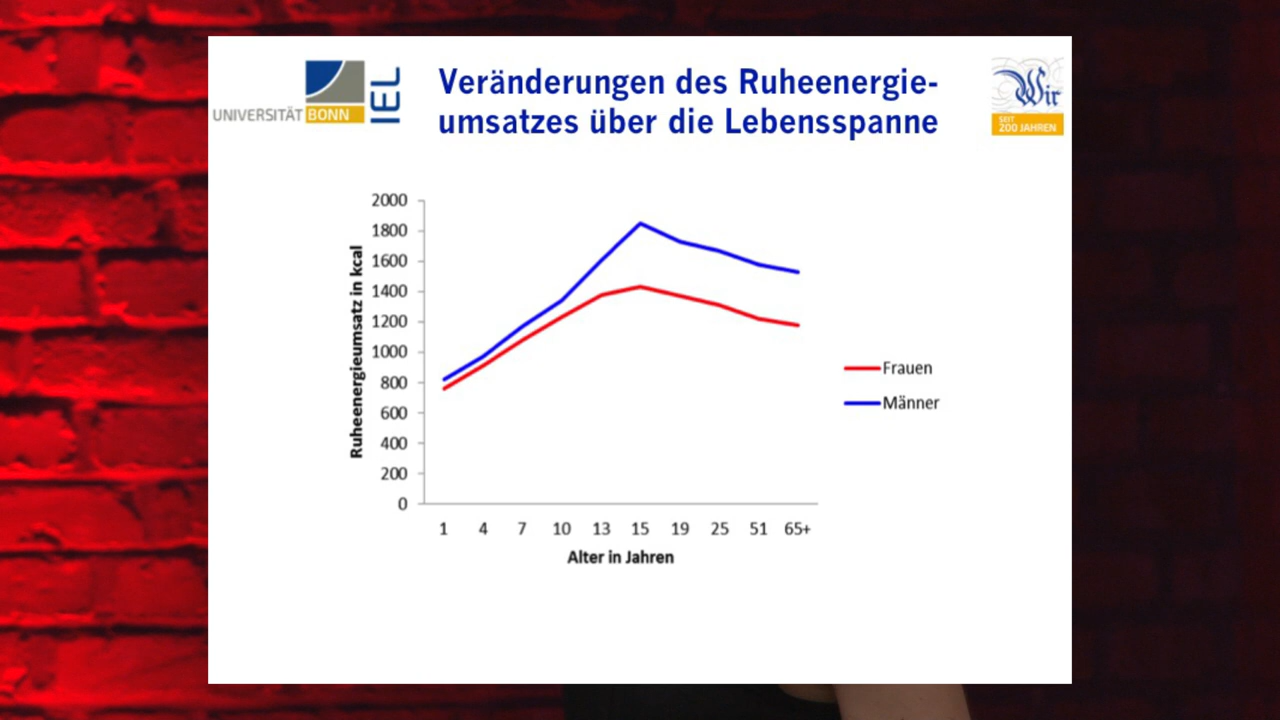 UNIVERSITÄT BONN
IEL
Veränderungen des Ruheenergie-
umsatzes über die Lebensspanne
Wir
SEIT
200 JAHREN
Ruheenergieumsatz in kcal
2000
1800
1600
1400
1200
1000
800
600
400
200
0
1 4 7 10 13 15 19 25 51 65+
Alter in Jahren
Frauen
Männer